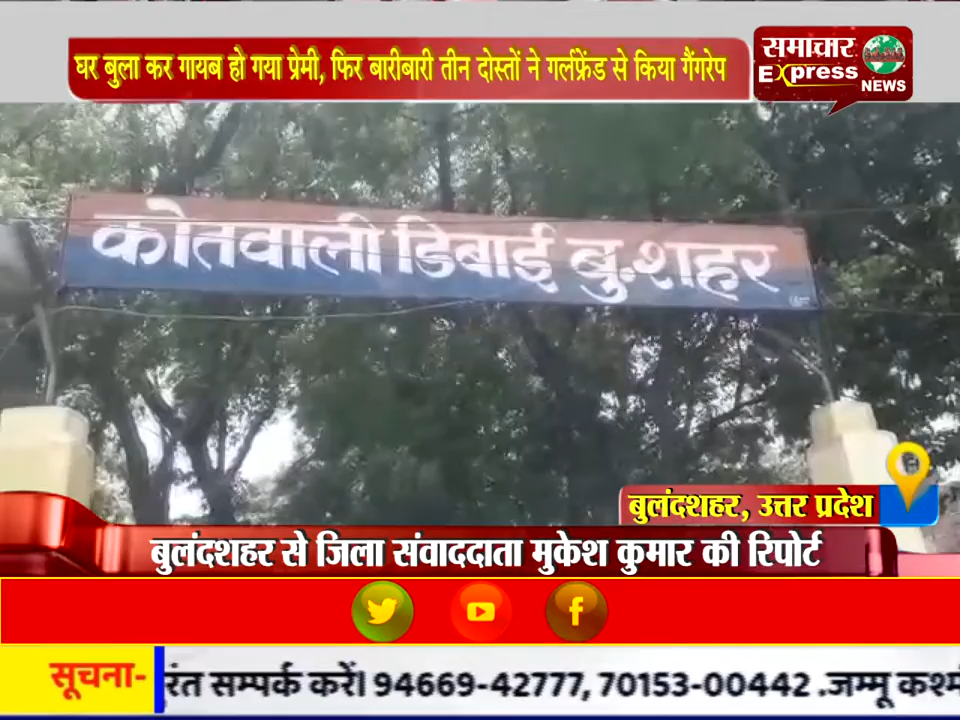 घर बुला कर गायब हो गया प्रेमी, फिर बारीबारी तीन दोस्तों ने गर्लफ्रेंड से किया गैंगरेप
समाचार
Express
NEWS
कोतवाली डिबाई बु.शहर
बुलंदशहर, उत्तर प्रदेश
बुलंदशहर से जिला संवाददाता मुकेश कुमार की रिपोर्ट
सूचना- रंत सम्पर्क करें। 94669-42777, 70153-00442 .जम्मू कश्मी